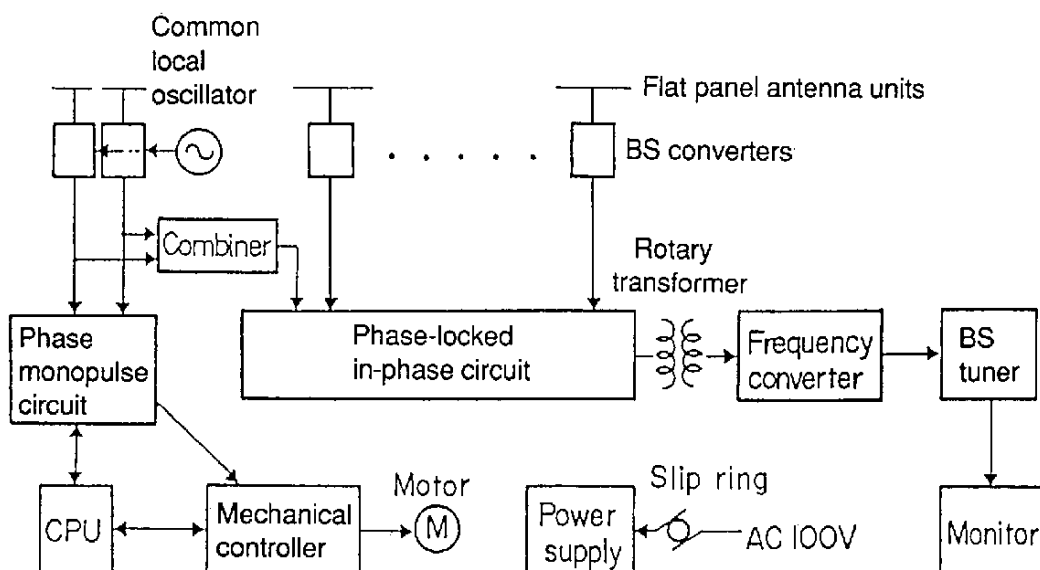 Common
local
oscillator
Flat panel antenna units
BS converters
Combiner
Rotary
transformer
Phase
monopulse
circuit
Phase-locked
in-phase circuit
Frequency
converter
BS
tuner
CPU
Mechanical
controller
Motor
M
Power
supply
Slip ring
AC 100V
Monitor